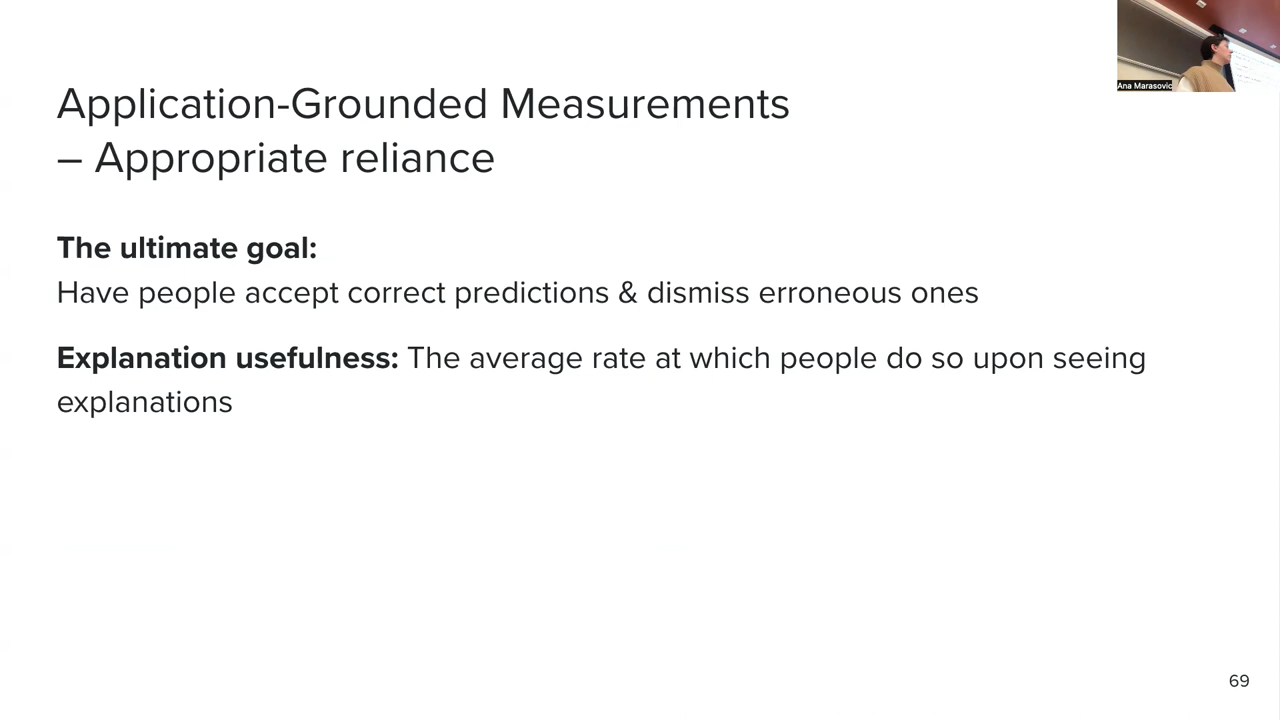 Ana Marasovic
Application-Grounded Measurements
– Appropriate reliance
The ultimate goal:
Have people accept correct predictions & dismiss erroneous ones
Explanation usefulness: The average rate at which people do so upon seeing
explanations
69